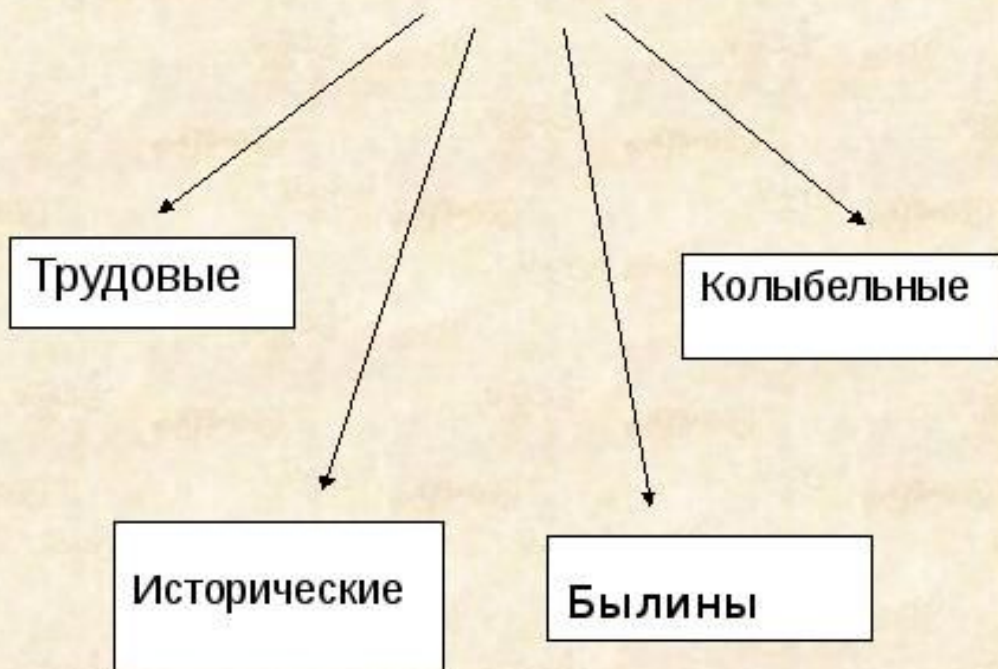 Трудовые
Колыбельные
Исторические
Былины